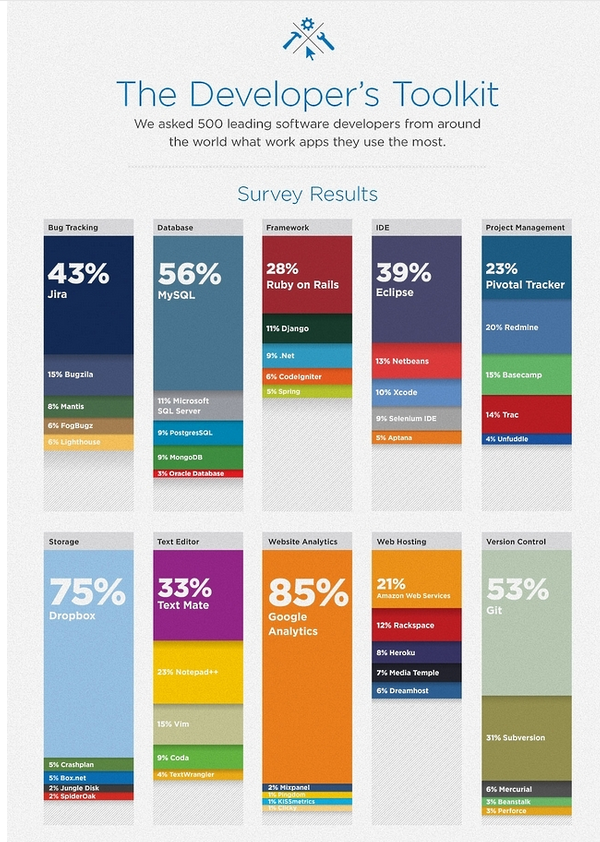 The Developer's Toolkit
We asked 500 leading software developers from around
the world what work apps they use the most.
Survey Results
Bug Tracking
43%
Jira
15% Bugzila
8% Mantis
6% FogBugz
6% Lighthouse
Database
56%
MySQL
11% Microsoft
SQL Server
9% PostgresSQL
9% MongoDB
3% Oracle Database
Framework
28%
Ruby on Rails
11% Django
9% .Net
6% CodeIgniter
5% Spring
IDE
39%
Eclipse
13% Netbeans
10% Xcode
9% Selenium IDE
5% Aptana
Project Management
23%
Pivotal Tracker
20% Redmine
15% Basecamp
14% Trac
4% Unfuddle
Storage
75%
Dropbox
5% Crashplan
5% Box.net
2% Jungle Disk
2% SpiderOak
Text Editor
33%
Text Mate
23% Notepad++
15% Vim
9% Coda
4% TextWrangler
Website Analytics
85%
Google
Analytics
2% Mixpanel
1% Pingdom
1% KISSmetrics
1% Clicky
Web Hosting
21%
Amazon Web Services
12% Rackspace
8% Heroku
7% Media Temple
6% Dreamhost
Version Control
53%
Git
31% Subversion
6% Mercurial
3% Beanstalk
3% Perforce